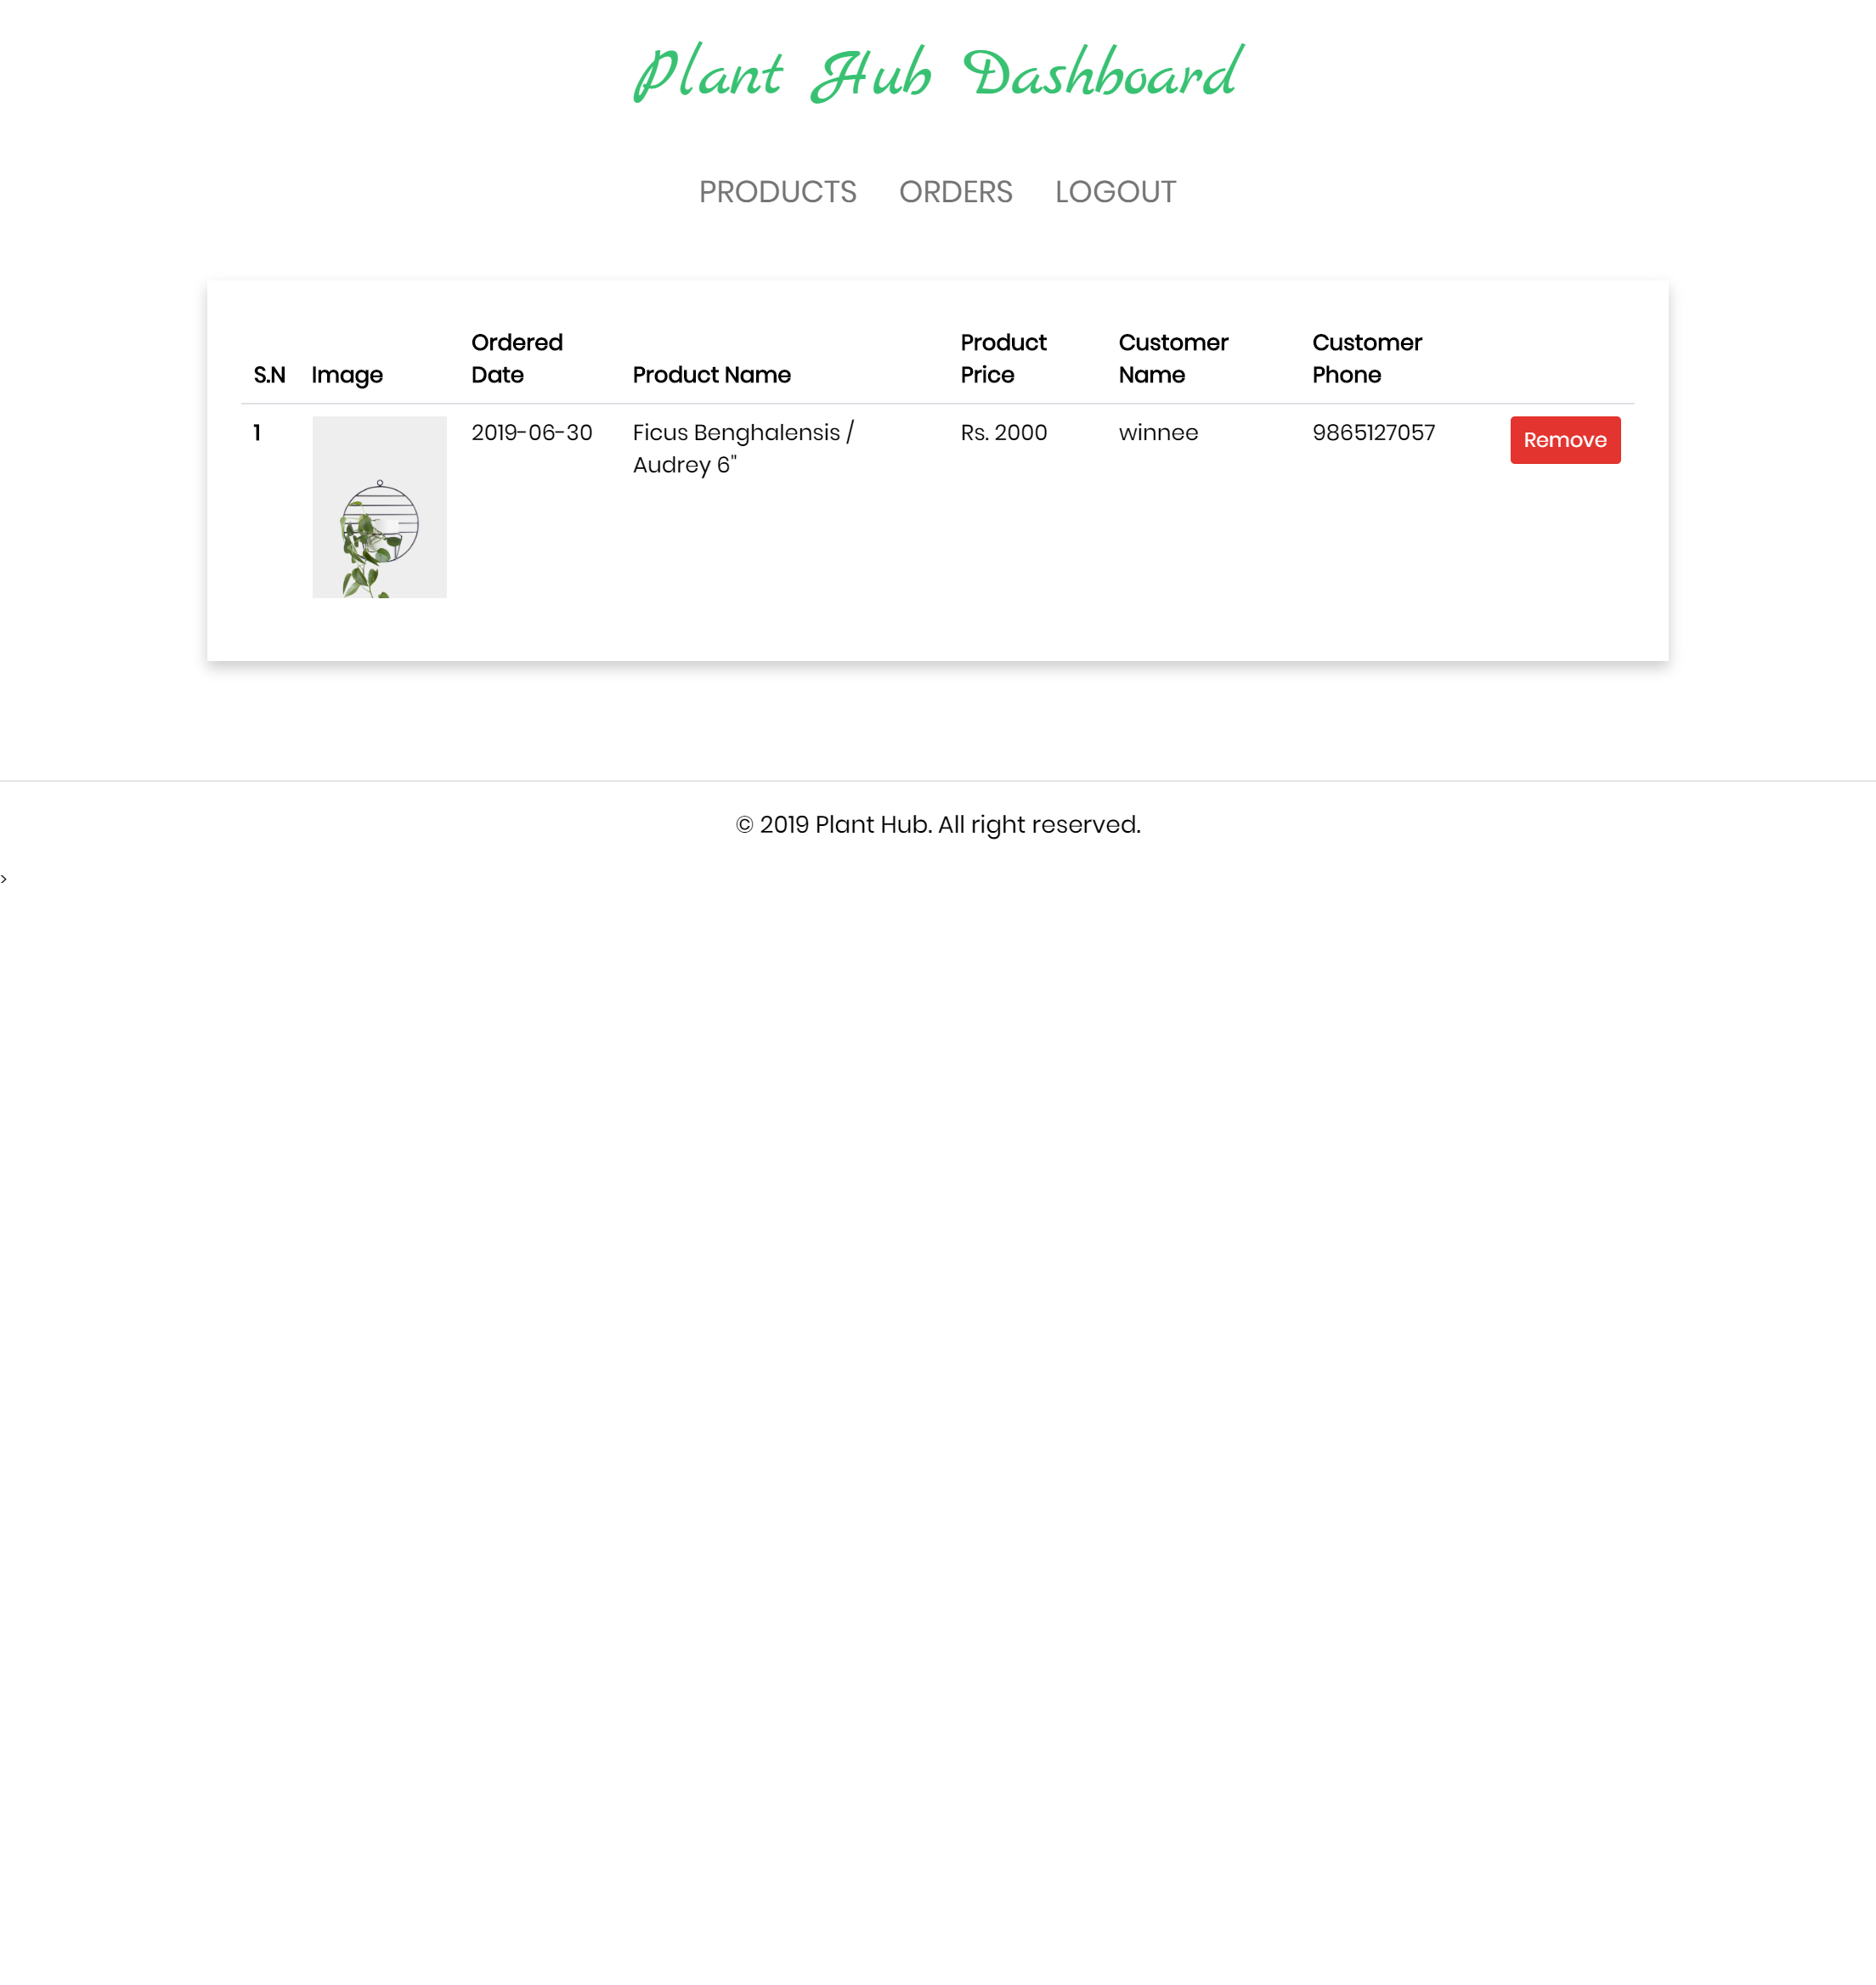 Plant Hub Dashboard
PRODUCTS ORDERS LOGOUT
S.N Image Ordered Date Product Name Product Price Customer Name Customer Phone
1 2019-06-30 Ficus Benghalensis / Rs. 2000 winnee 9865127057 Remove
Audrey 6"
© 2019 Plant Hub. All right reserved.
>